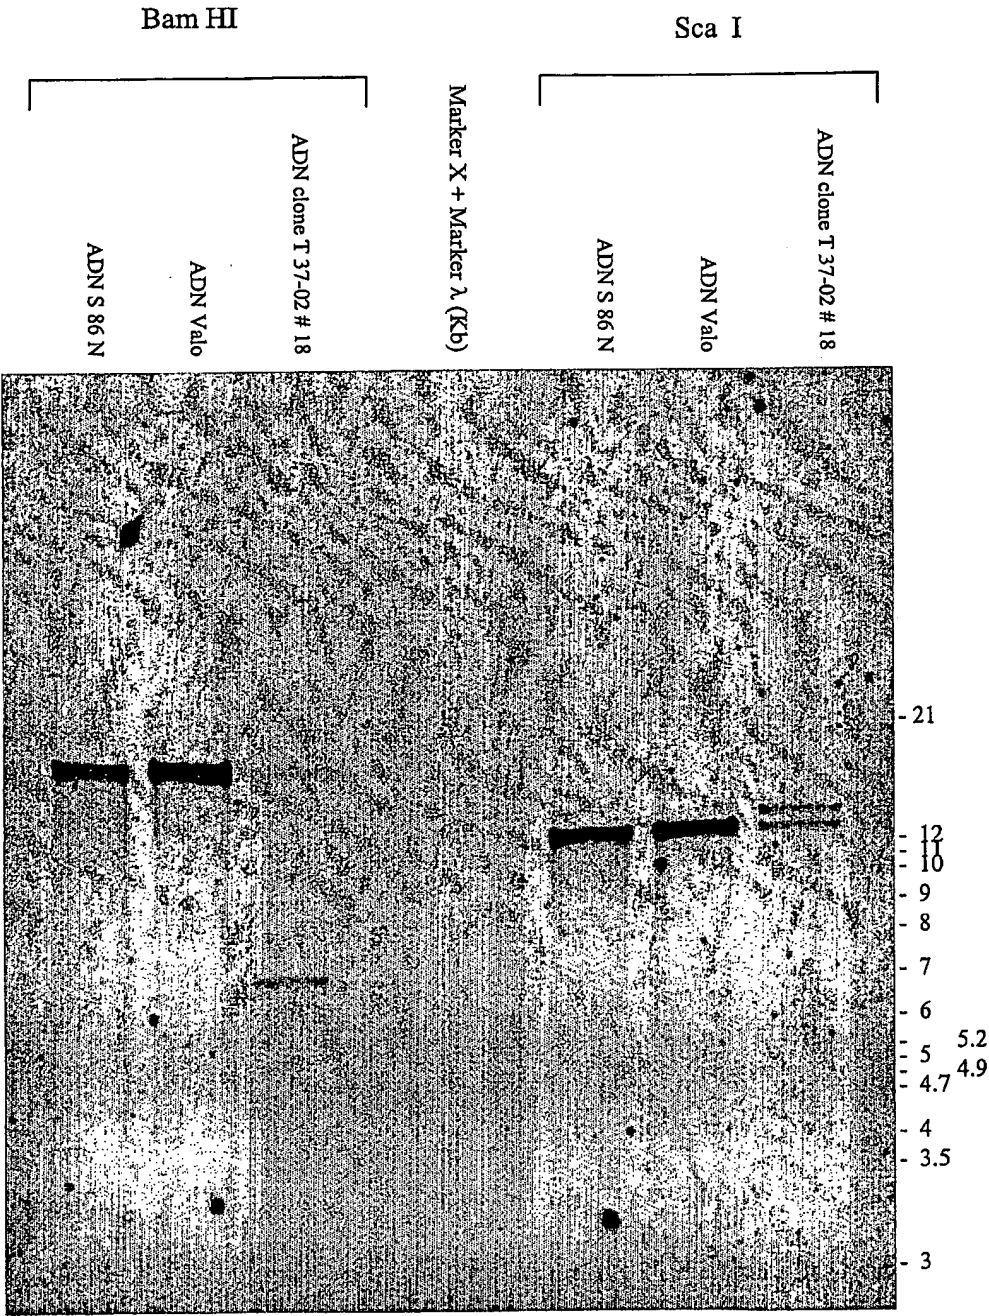 Bam HI
Sca I
ADN S 86 N
ADN Valo
ADN clone T 37-02 # 18
Marker X + Marker λ (Kb)
ADN S 86 N
ADN Valo
ADN clone T 37-02 # 18
- 21
- 12
- 11
- 10
- 9
- 8
- 7
- 6
- 5.2
- 5
- 4.9
- 4.7
- 4
- 3.5
- 3